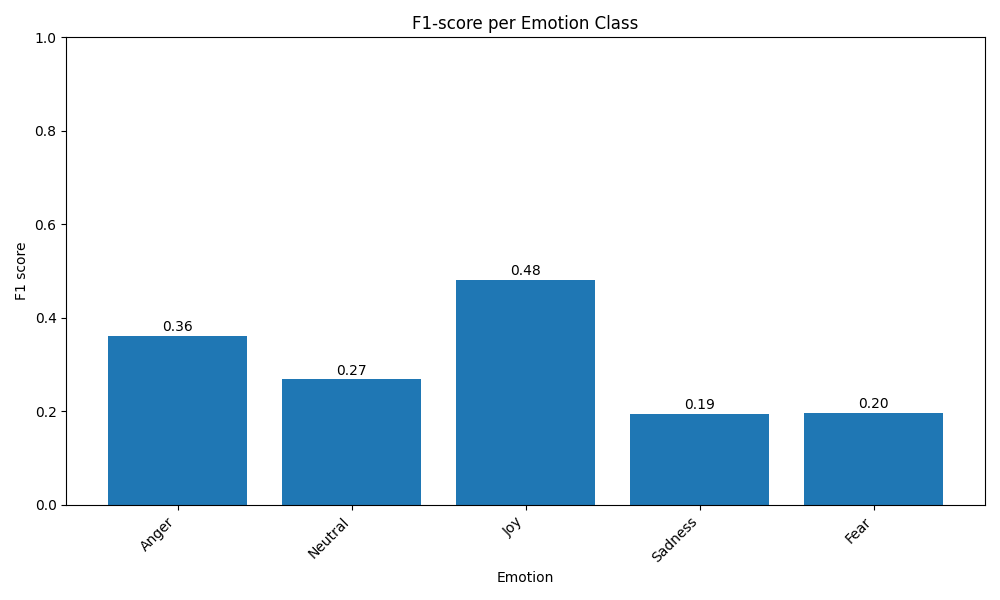 F1-score per Emotion Class
1.0
0.8
0.6
0.4
0.2
0.0
F1 score
0.36
0.27
0.48
0.19
0.20
Anger
Neutral
Joy
Sadness
Fear
Emotion